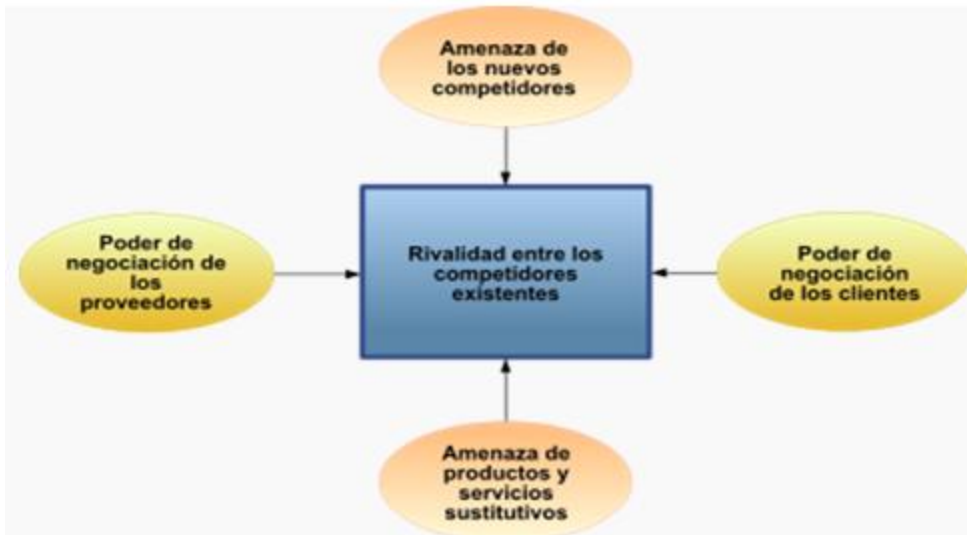 Amenaza de
los nuevos
competidores
Poder de
negociación de
los
proveedores
Rivalidad entre los
competidores
existentes
Poder de
negociación
de los clientes
Amenaza de
productos y
servicios
sustitutivos